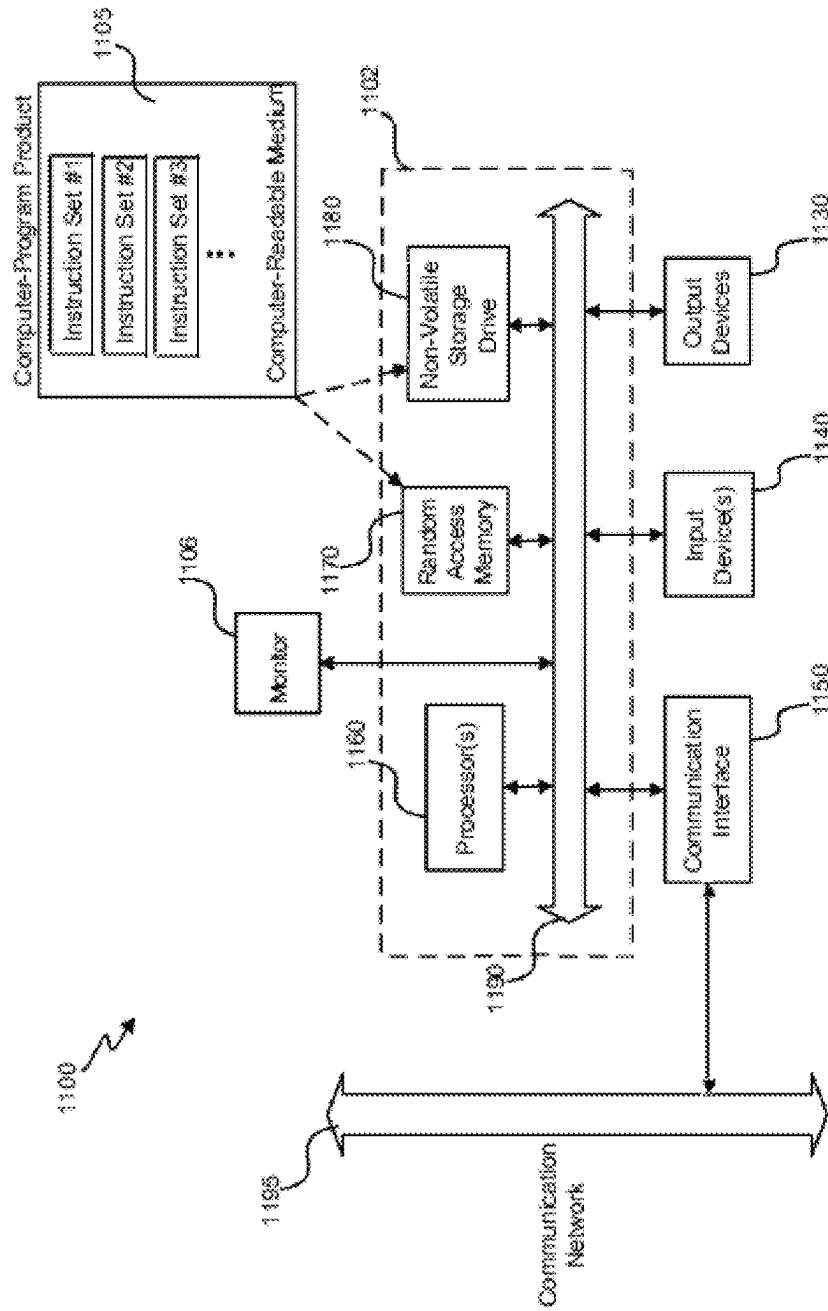 1100
Computer-Program Product
Instruction Set #1
Instruction Set #2
Instruction Set #3
...
Computer-Readable Medium
1105
1106
Monitor
1102
1160
Processor(s)
1170
Random
Access
Memory
1180
Non-Volatile
Storage
Drive
1190
1195
Communication
Network
1150
Communication
Interface
1140
Input
Device(s)
1130
Output
Devices